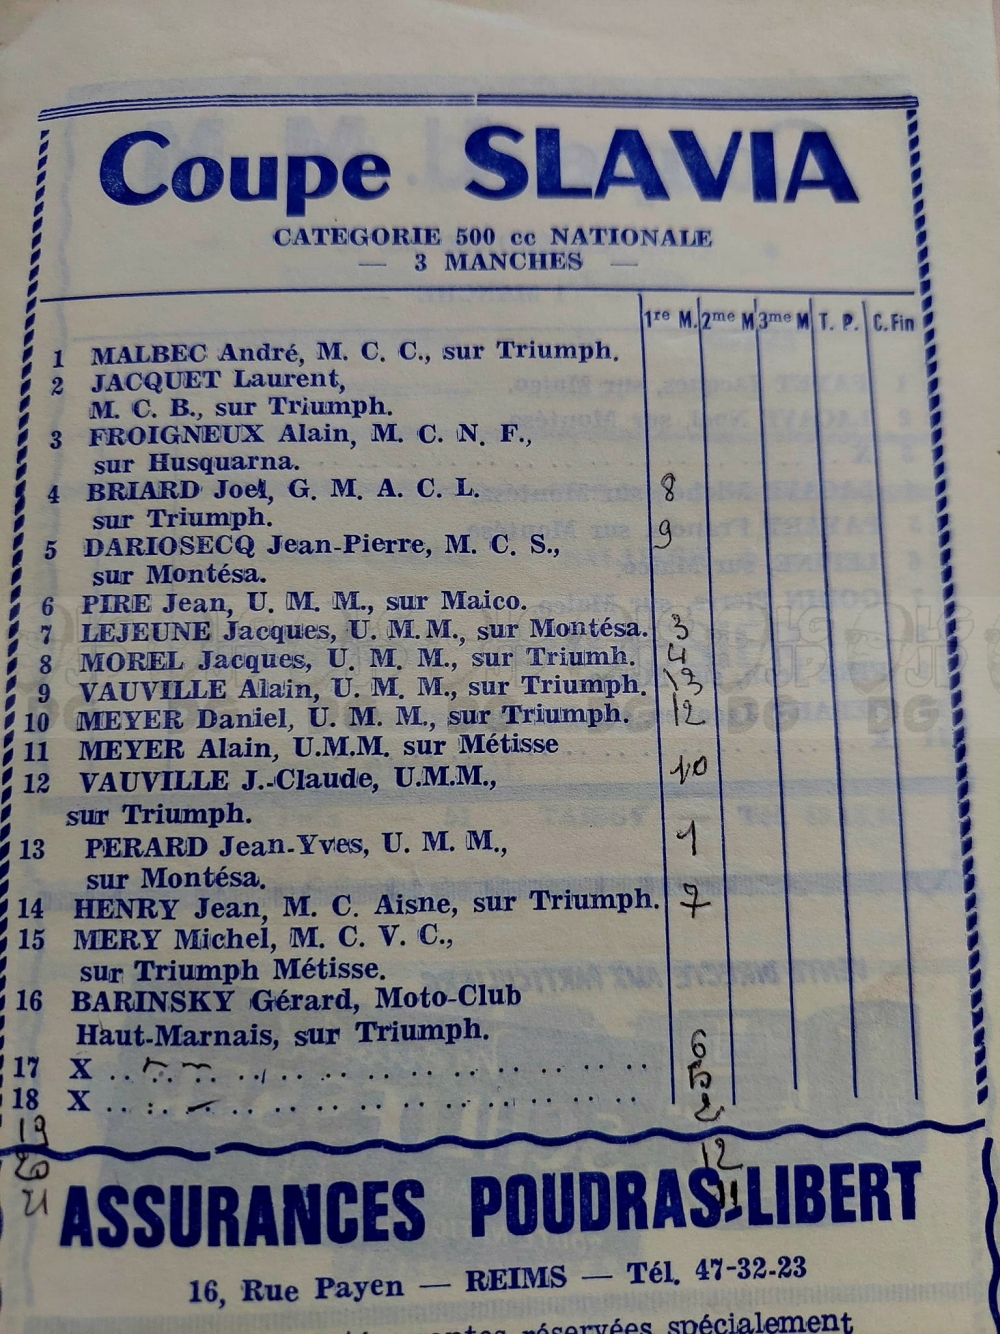 Coupe SLAVIA
CATEGORIE 500 cc NATIONALE
— 3 MANCHES —
1re M. 2me M 3me M T. P. C. Fin
1 MALBEC André, M. C. C., sur Triumph.
2 JACQUET Laurent,
M. C. B., sur Triumph.
3 FROIGNEUX Alain, M. C. N. F.,
sur Husquarna.
4 BRIARD Joel, G. M. A. C. L. 8
sur Triumph.
5 DARIOSECQ Jean-Pierre, M. C. S., 9
sur Montésa.
6 PIRE Jean, U. M. M., sur Maico.
7 LEJEUNE Jacques, U. M. M., sur Montésa. 3
8 MOREL Jacques, U. M. M., sur Triumh. 4
9 VAUVILLE Alain, U. M. M., sur Triumph. 13
10 MEYER Daniel, U. M. M., sur Triumph. 12
11 MEYER Alain, U.M.M. sur Métisse
12 VAUVILLE J.-Claude, U.M.M., 10
sur Triumph.
13 PERARD Jean-Yves, U. M. M., 1
sur Montésa.
14 HENRY Jean, M. C. Aisne, sur Triumph. 7
15 MERY Michel, M. C. V. C.,
sur Triumph Métisse.
16 BARINSKY Gérard, Moto-Club
Haut-Marnais, sur Triumph. 6
17 X . . . . . . . . . . . . . . . . . . 5
18 X . . . . . . . . . . . . . . . . . . 2
19
20 12
21 11
ASSURANCES POUDRAS-LIBERT
16, Rue Payen — REIMS — Tél. 47-32-23
réservées spécialement